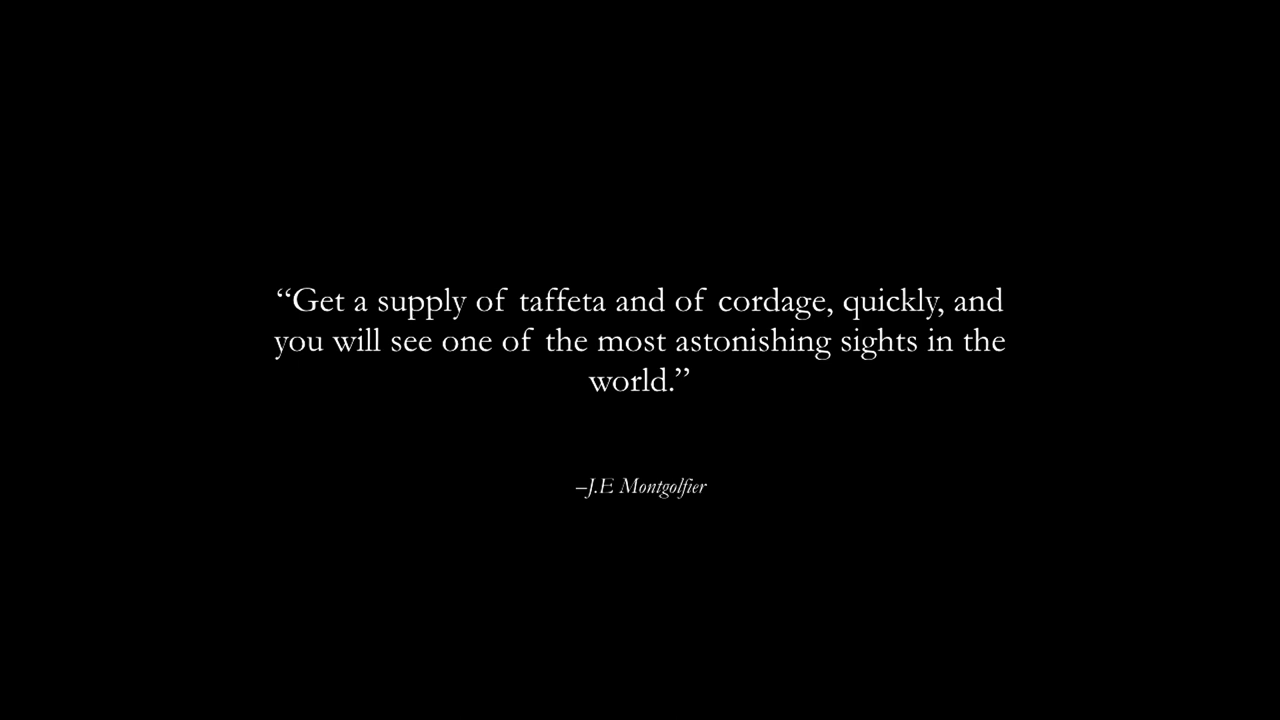 “Get a supply of taffeta and of cordage, quickly, and
you will see one of the most astonishing sights in the
world.”
–J.E Montgolfier